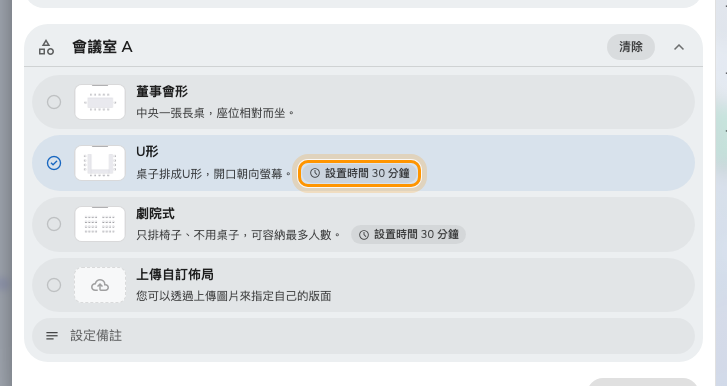 會議室 A
清除
董事會形
中央一張長桌，座位相對而坐。
U形
桌子排成U形，開口朝向螢幕。 設置時間 30 分鐘
劇院式
只排椅子、不用桌子，可容納最多人數。 設置時間 30 分鐘
上傳自訂佈局
您可以透過上傳圖片來指定自己的版面
設定備註